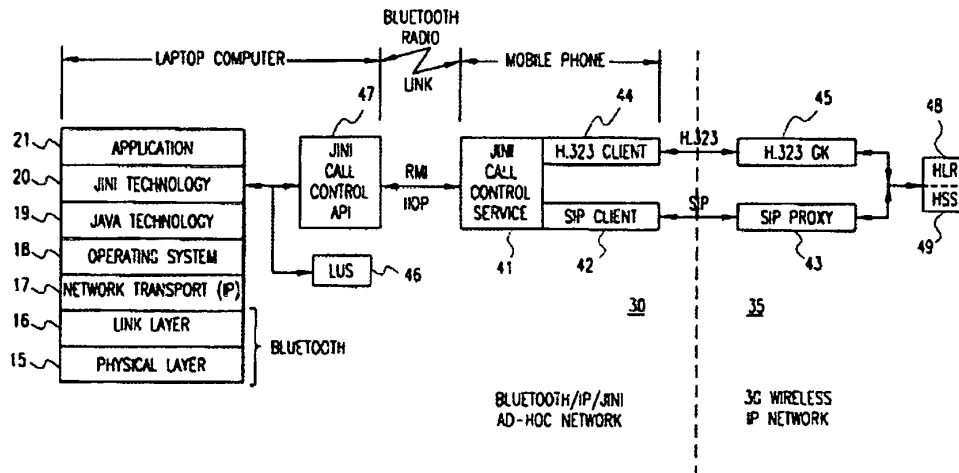 BLUETOOTH
RADIO
LINK
LAPTOP COMPUTER
MOBILE PHONE
47
44
45
48
21
APPLICATION
20
JINI TECHNOLOGY
19
JAVA TECHNOLOGY
18
OPERATING SYSTEM
17
NETWORK TRANSPORT (IP)
16
LINK LAYER
15
PHYSICAL LAYER
BLUETOOTH
JINI
CALL
CONTROL
API
LUS
46
RMI
IIOP
JINI
CALL
CONTROL
SERVICE
41
H.323 CLIENT
SIP CLIENT
42
H.323
SIP
H.323 GK
SIP PROXY
43
HLR
HSS
49
30
35
BLUETOOTH/IP/JINI
AD-HOC NETWORK
3G WIRELESS
IP NETWORK